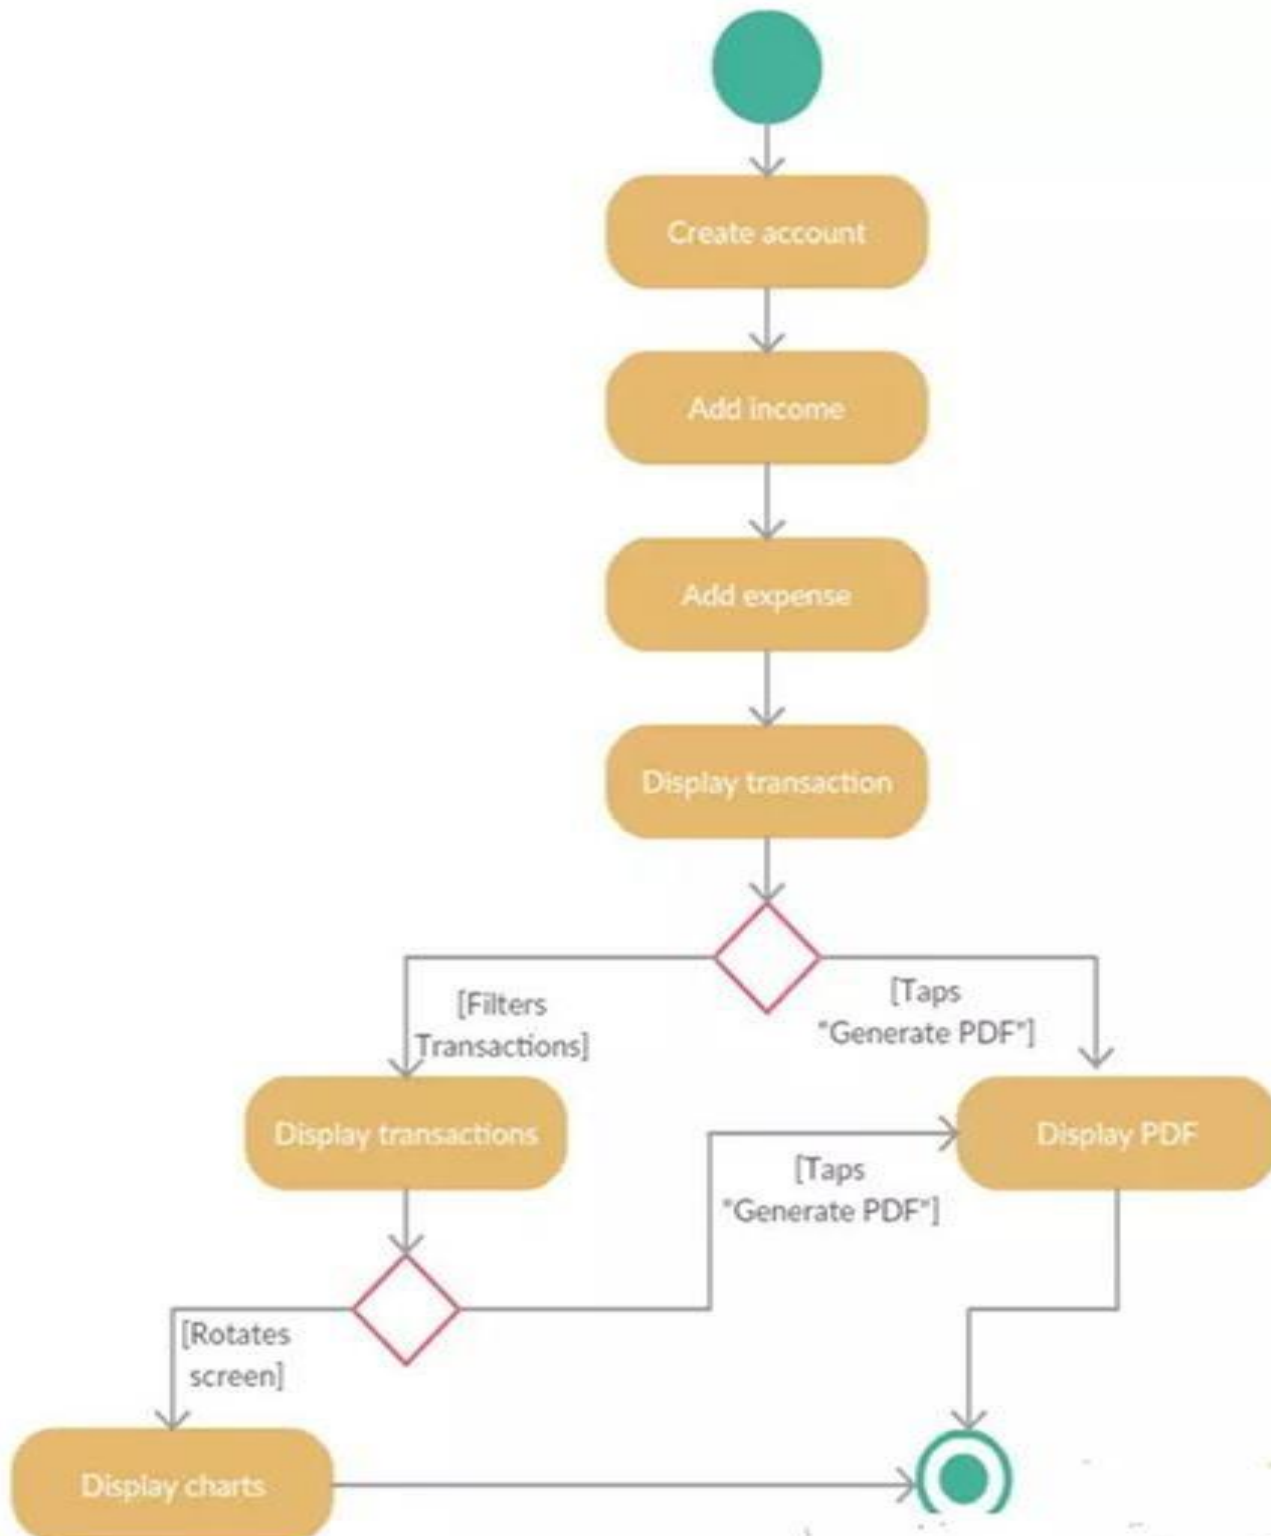 Create account
Add income
Add expense
Display transaction
[Filters
Transactions]
[Taps
"Generate PDF"]
Display transactions
Display PDF
[Taps
"Generate PDF"]
[Rotates
screen]
Display charts